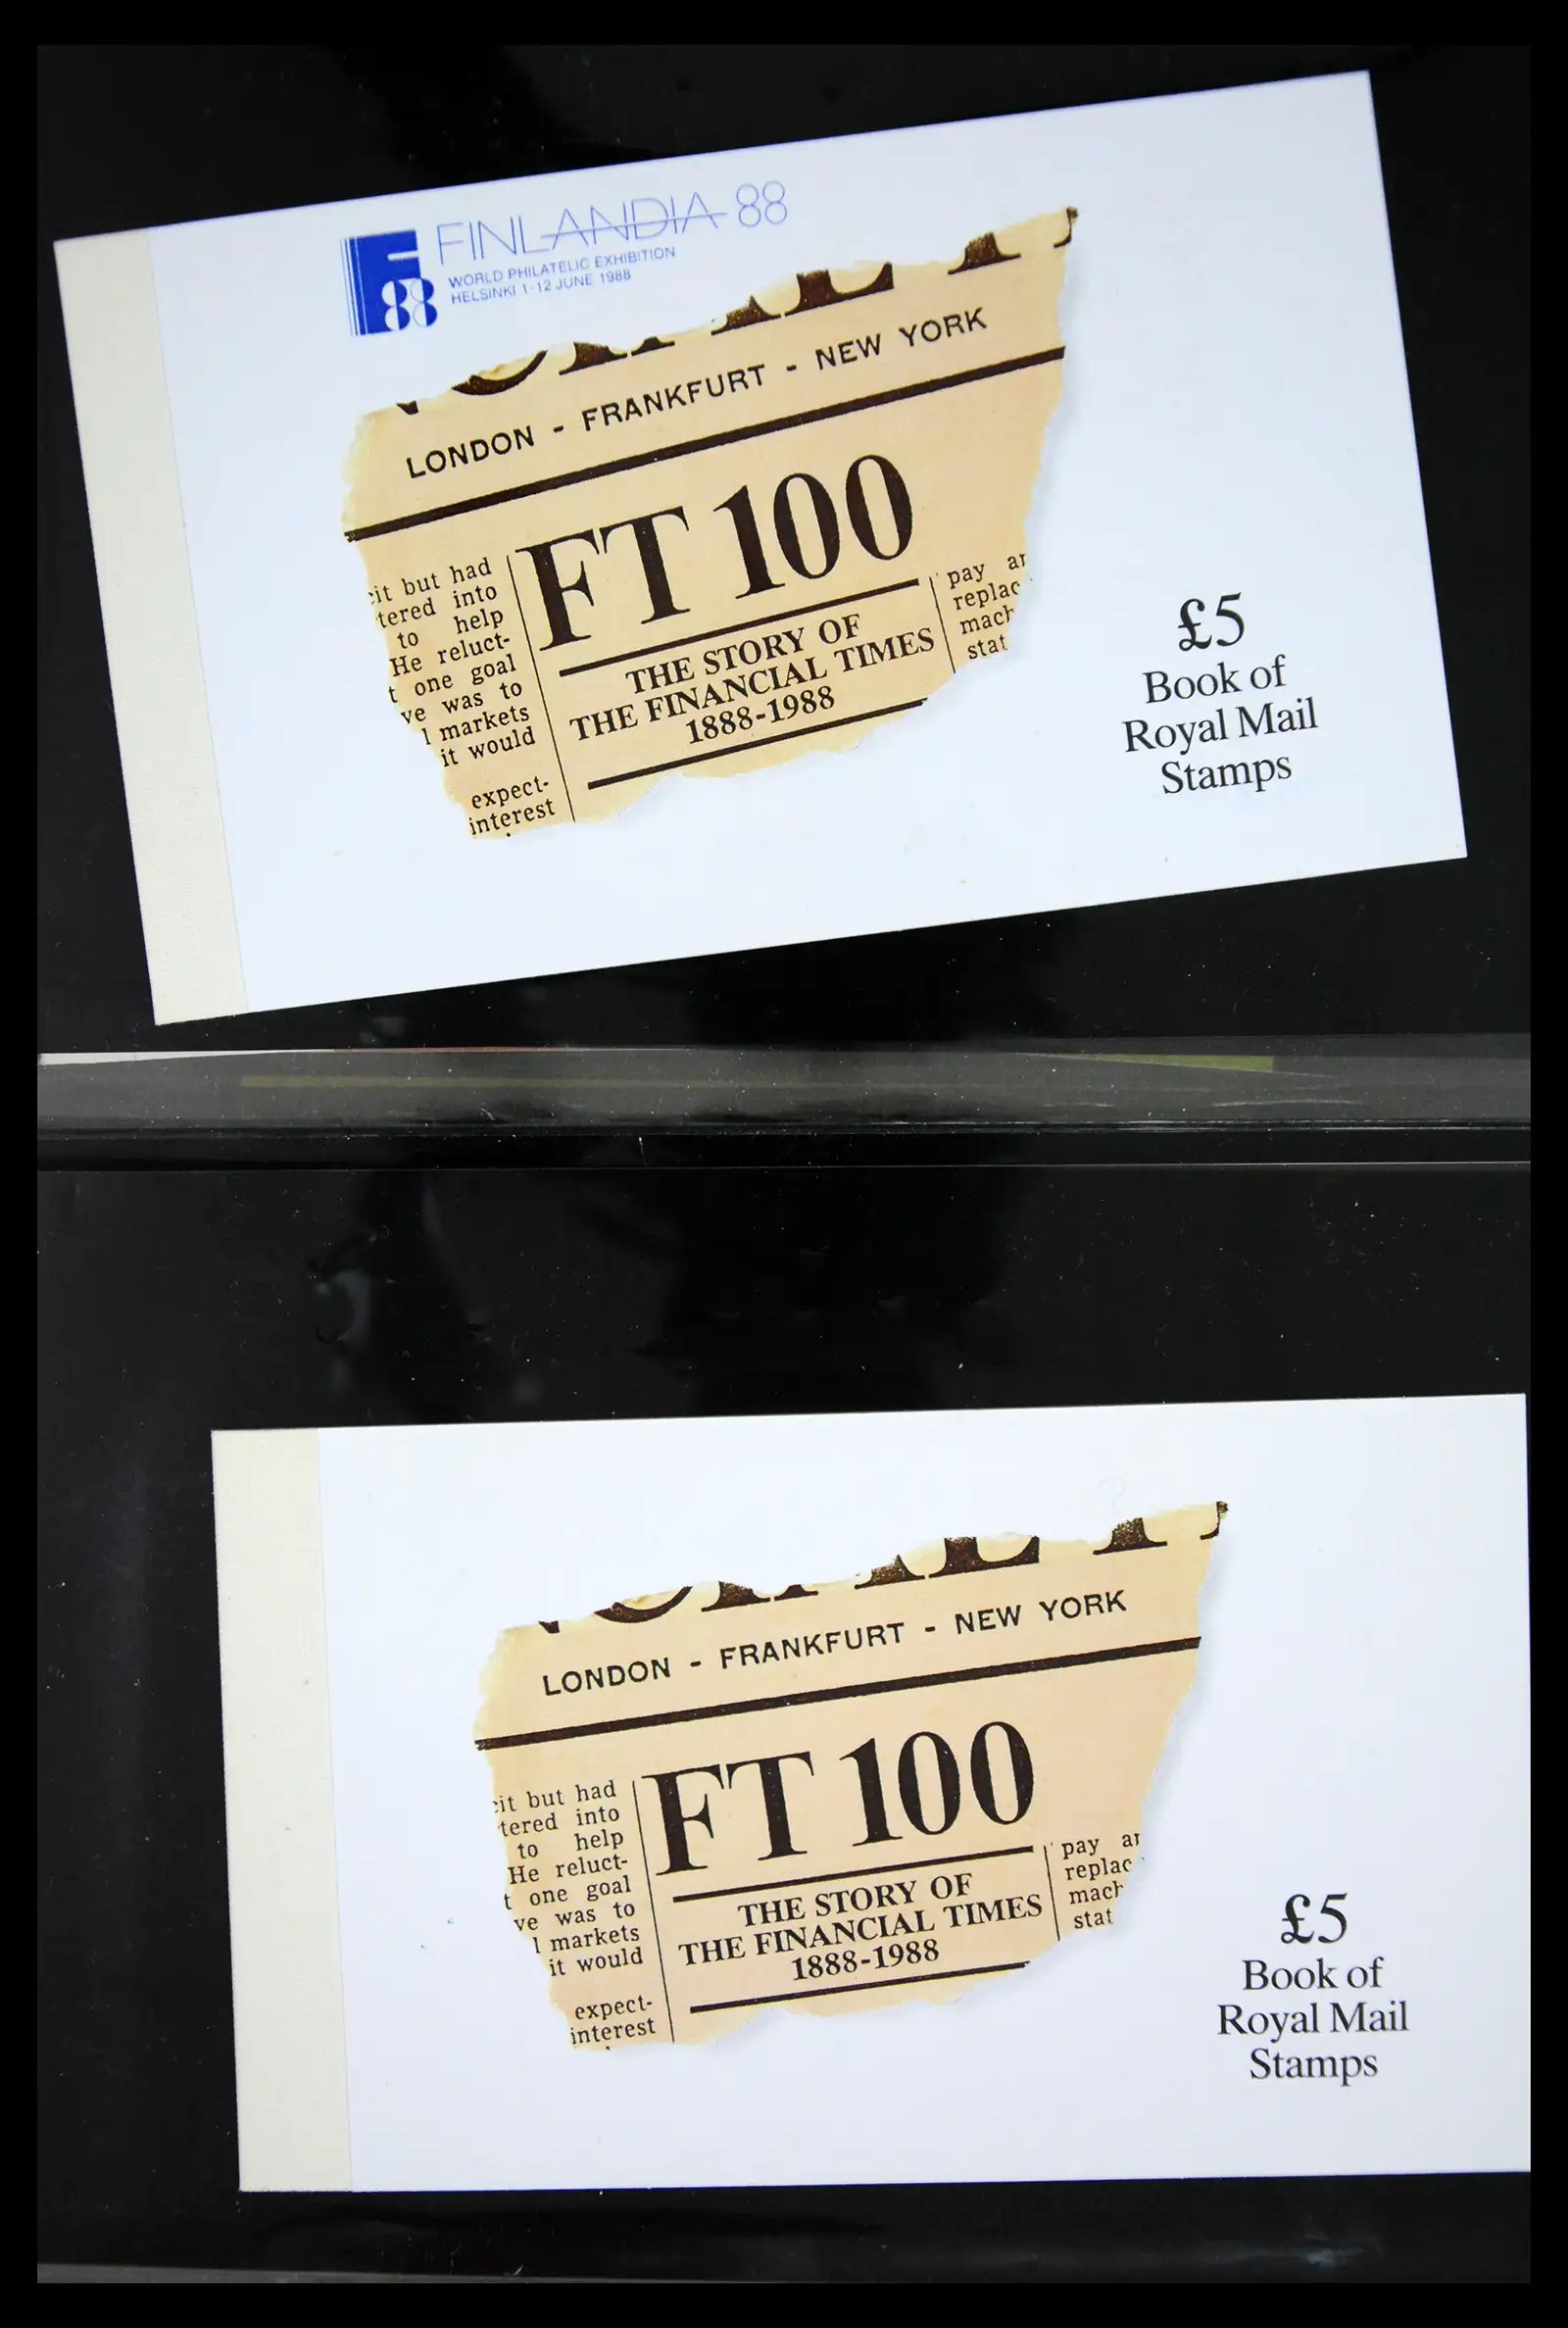 FINLANDIA 88
F
88
WORLD PHILATELIC EXHIBITION
HELSINKI 1-12 JUNE 1988
LONDON - FRANKFURT - NEW YORK
FT 100
THE STORY OF
THE FINANCIAL TIMES
1888-1988
cit but had
tered into
to help
He reluct-
t one goal
ve was to
l markets
it would
expect-
interest
pay ar
replac
mach
stat
£5
Book of
Royal Mail
Stamps
LONDON - FRANKFURT - NEW YORK
FT 100
THE STORY OF
THE FINANCIAL TIMES
1888-1988
cit but had
tered into
to help
He reluct-
t one goal
ve was to
l markets
it would
expect-
interest
pay ar
replac
mach
stat
£5
Book of
Royal Mail
Stamps